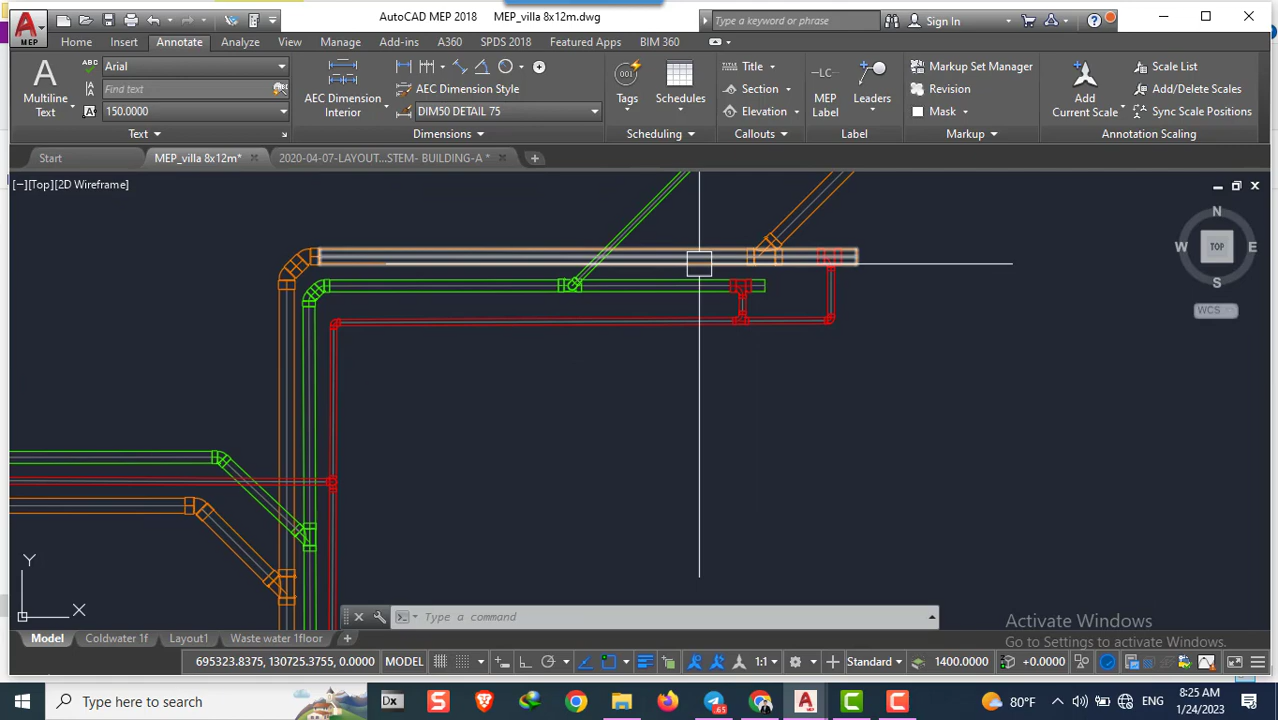 AutoCAD MEP 2018 MEP_villa 8x12m.dwg
Type a keyword or phrase
Sign In
MEP
Home Insert Annotate Analyze View Manage Add-ins A360 SPDS 2018 Featured Apps BIM 360
Multiline
Text
ABC
Arial
Find text
150.0000
Text
AEC Dimension
Interior
AEC Dimension Style
DIM50 DETAIL 75
Dimensions
Tags
Schedules
Scheduling
Title
Section
Elevation
Callouts
MEP
Label
Leaders
Label
Markup Set Manager
Revision
Mask
Markup
Add
Current Scale
Scale List
Add/Delete Scales
Sync Scale Positions
Annotation Scaling
Start
MEP_villa 8x12m*
2020-04-07-LAYOUT...STEM- BUILDING-A *
[−][Top][2D Wireframe]
N
W TOP E
S
WCS
Y
X
Type a command
Activate Windows
Go to Settings to activate Windows.
Model Coldwater 1f Layout1 Waste water 1floor
695323.8375, 130725.3755, 0.0000 MODEL 1:1 Standard 1400.0000 +0.0000
Type here to search
Dx
65
80°F
ENG
8:25 AM
1/24/2023